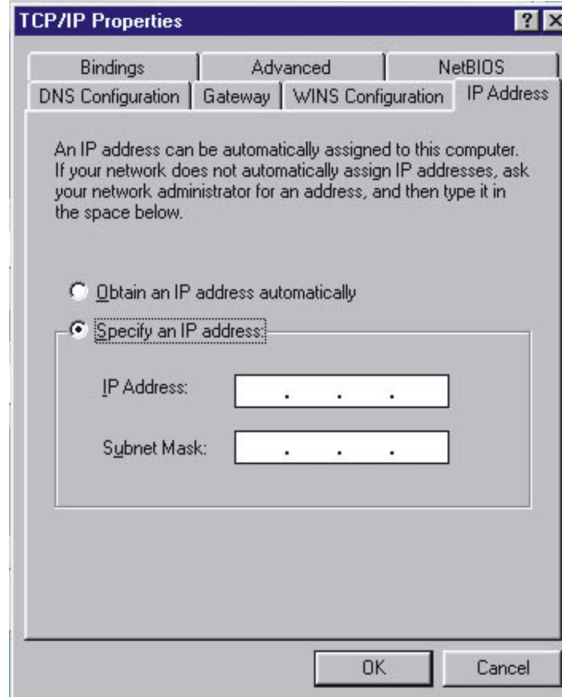 TCP/IP Properties
Bindings Advanced NetBIOS
DNS Configuration Gateway WINS Configuration IP Address
An IP address can be automatically assigned to this computer.
If your network does not automatically assign IP addresses, ask
your network administrator for an address, and then type it in
the space below.
Obtain an IP address automatically
Specify an IP address:
IP Address: . . .
Subnet Mask: . . .
OK Cancel